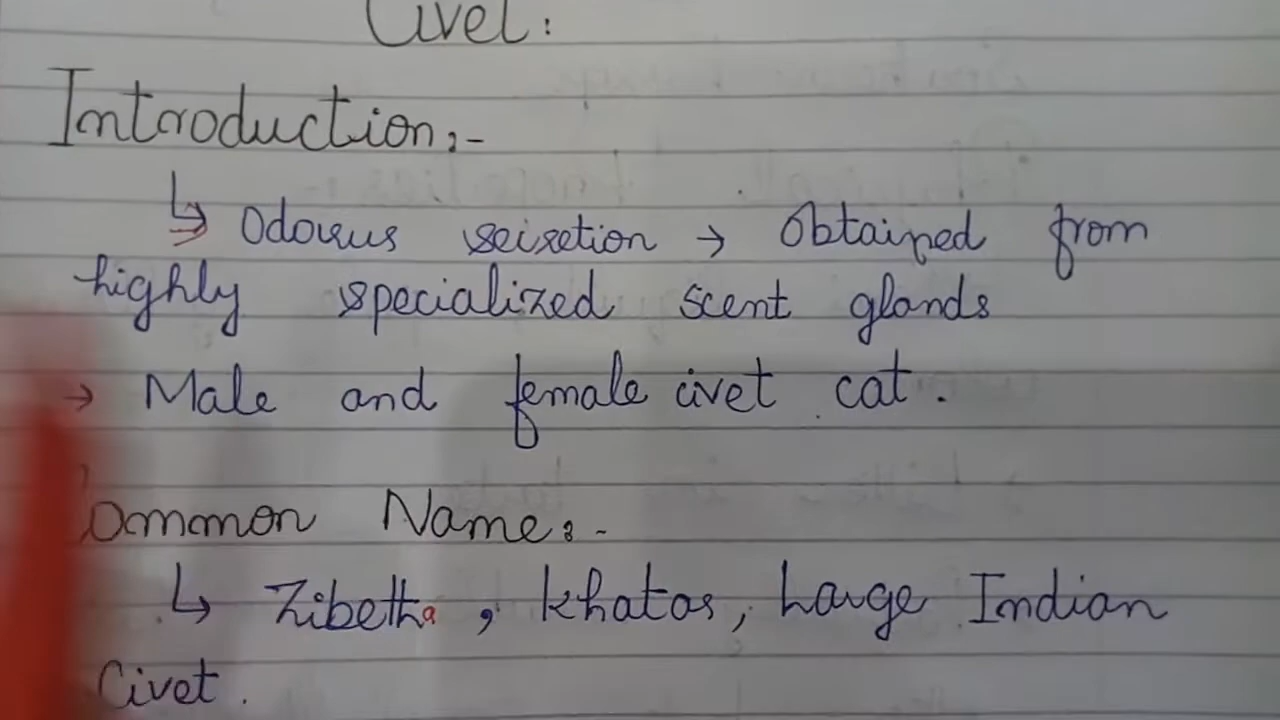 Civet:
Introduction:-
↳ Odorus secretion → Obtained from
highly specialized scent glands
→ Male and female civet cat.
Common Name:-
↳ Zibetha, khatas, Large Indian
Civet.